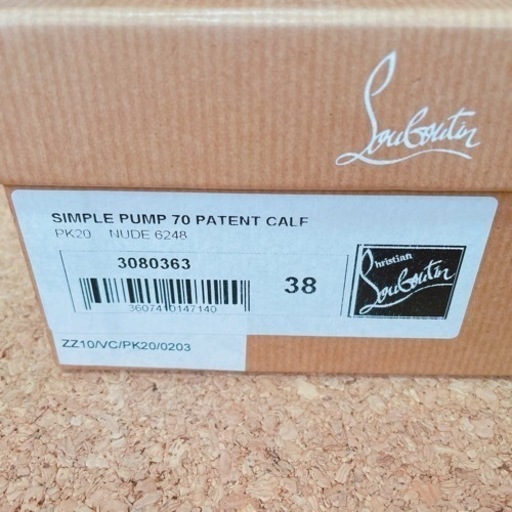 Louboutin
SIMPLE PUMP 70 PATENT CALF
PK20 NUDE 6248
3080363
38
3607410147140
Christian
Louboutin
ZZ10/VC/PK20/0203